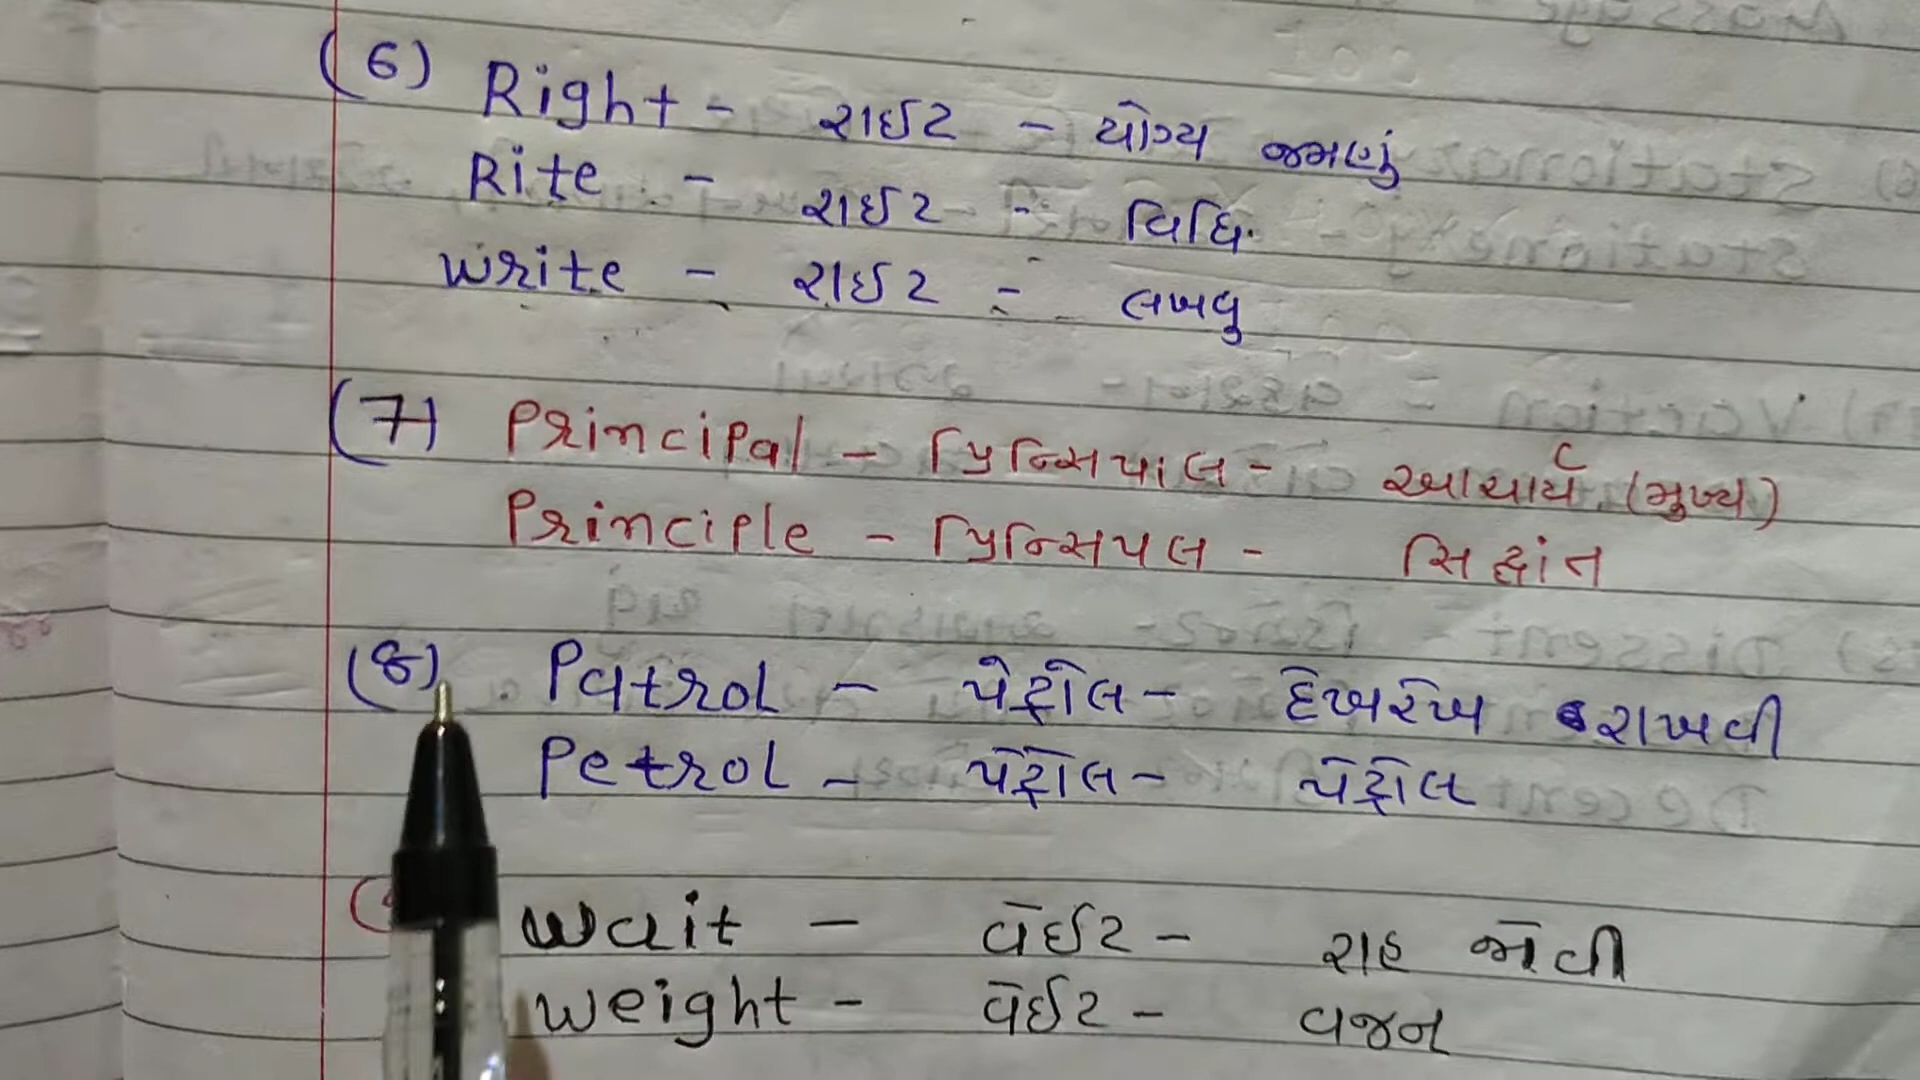 (6) Right - રાઈટ - યોગ્ય જમણું
Rite - રાઈટ - વિધિ
Write - રાઈટ - લખવુ
(7) Principal - પ્રિન્સિપાલ - આચાર્ય (મુખ્ય)
Principle - પ્રિન્સિપલ - સિદ્ધાંત
(8) Patrol - પેટ્રોલ - દેખરેખ રાખવી
Petrol - પેટ્રોલ - પેટ્રોલ
Wait - વેઈટ - રાહ જોવી
Weight - વેઈટ - વજન